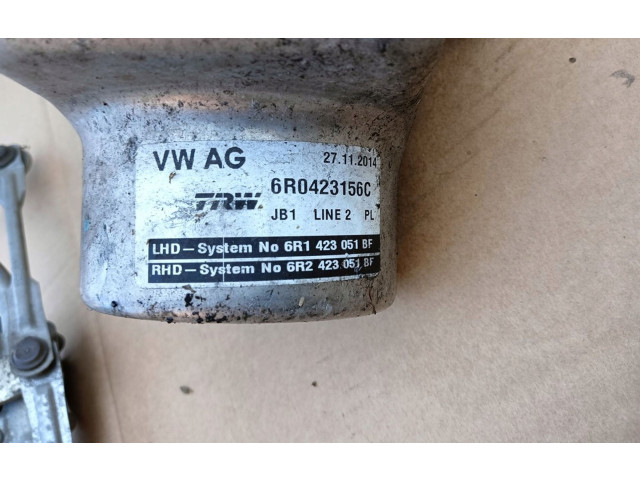 VW AG 27.11.2014
TRW. 6R0423156C
JB1 LINE 2 PL
LHD-System No 6R1 423 051 BF
RHD-System No 6R2 423 051 BF